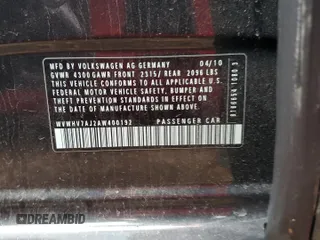 MFD BY VOLKSWAGEN AG GERMANY 04/10
GVWR 4300 GAWR FRONT 2315/ REAR 2096 LBS
THIS VEHICLE CONFORMS TO ALL APPLICABLE U.S.
FEDERAL MOTOR VEHICLE SAFETY, BUMPER AND
THEFT PREVENTION STANDARDS IN EFFECT ON THE
DATE OF MANUFACTURE SHOWN ABOVE
WVWHV7AJ2AW400192 PASSENGER CAR
DREAMBID